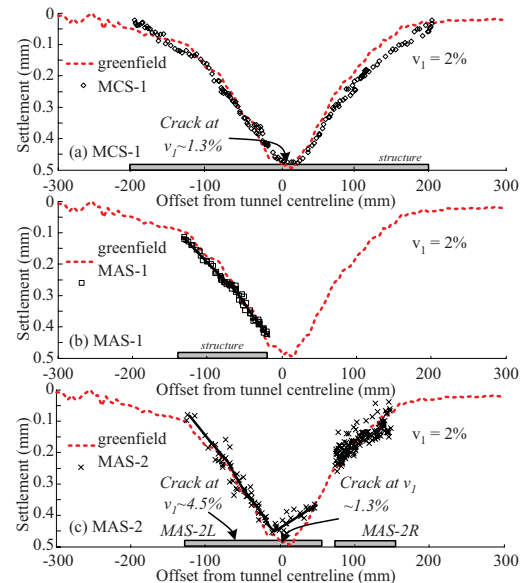 0
0.1
0.2
0.3
0.4
0.5
Settlement (mm)
greenfield
MCS-1
v1 = 2%
Crack at
v1~1.3%
(a) MCS-1
structure
-300 -200 -100 0 100 200 300
Offset from tunnel centreline (mm)
0
0.1
0.2
0.3
0.4
0.5
Settlement (mm)
greenfield
MAS-1
v1 = 2%
(b) MAS-1
structure
-300 -200 -100 0 100 200 300
Offset from tunnel centreline (mm)
0
0.1
0.2
0.3
0.4
0.5
Settlement (mm)
greenfield
MAS-2
v1 = 2%
Crack at
v1~4.5%
Crack at v1
~1.3%
(c) MAS-2
MAS-2L
MAS-2R
-300 -200 -100 0 100 200 300
Offset from tunnel centreline (mm)